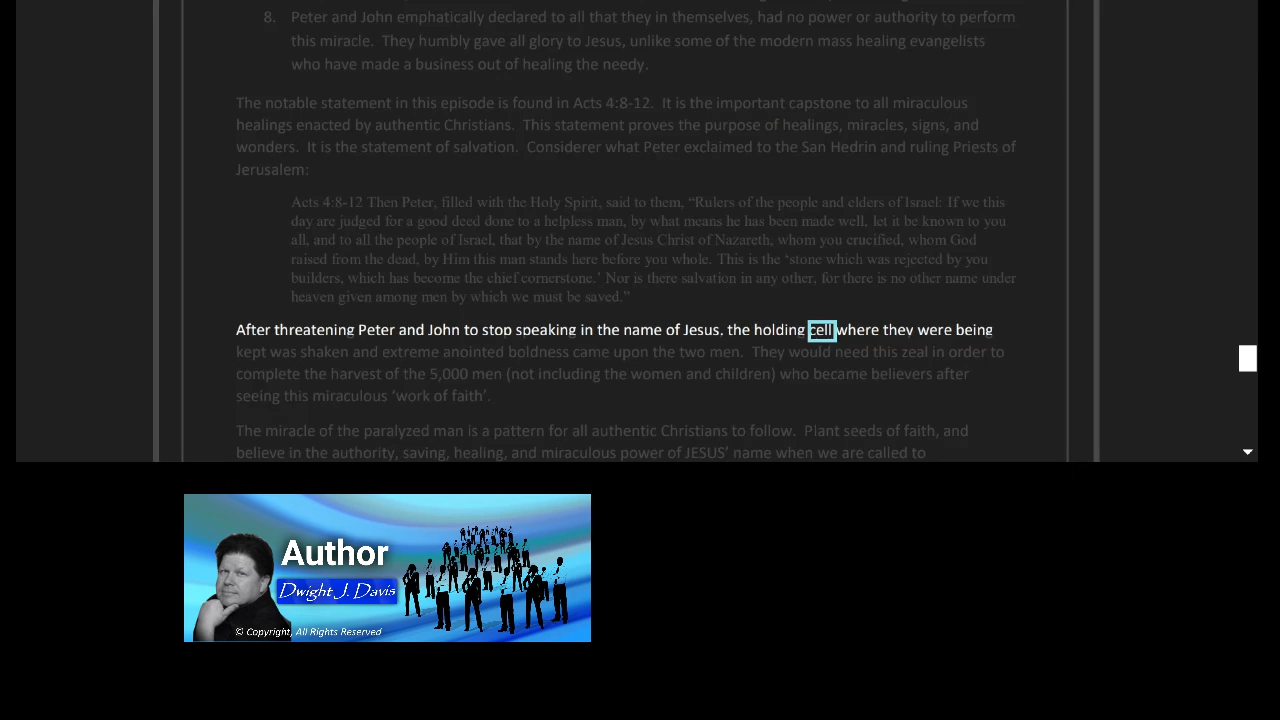 8. Peter and John emphatically declared to all that they in themselves, had no power or authority to perform
this miracle. They humbly gave all glory to Jesus, unlike some of the modern mass healing evangelists
who have made a business out of healing the needy.
The notable statement in this episode is found in Acts 4:8-12. It is the important capstone to all miraculous
healings enacted by authentic Christians. This statement proves the purpose of healings, miracles, signs, and
wonders. It is the statement of salvation. Considerer what Peter exclaimed to the San Hedrin and ruling Priests of
Jerusalem:
Acts 4:8-12 Then Peter, filled with the Holy Spirit, said to them, “Rulers of the people and elders of Israel: If we this
day are judged for a good deed done to a helpless man, by what means he has been made well, let it be known to you
all, and to all the people of Israel, that by the name of Jesus Christ of Nazareth, whom you crucified, whom God
raised from the dead, by Him this man stands here before you whole. This is the ‘stone which was rejected by you
builders, which has become the chief cornerstone.’ Nor is there salvation in any other, for there is no other name under
heaven given among men by which we must be saved.”
After threatening Peter and John to stop speaking in the name of Jesus, the holding cell where they were being
kept was shaken and extreme anointed boldness came upon the two men. They would need this zeal in order to
complete the harvest of the 5,000 men (not including the women and children) who became believers after
seeing this miraculous ‘work of faith’.
The miracle of the paralyzed man is a pattern for all authentic Christians to follow. Plant seeds of faith, and
believe in the authority, saving, healing, and miraculous power of JESUS’ name when we are called to
Author
Dwight J. Davis
© Copyright, All Rights Reserved